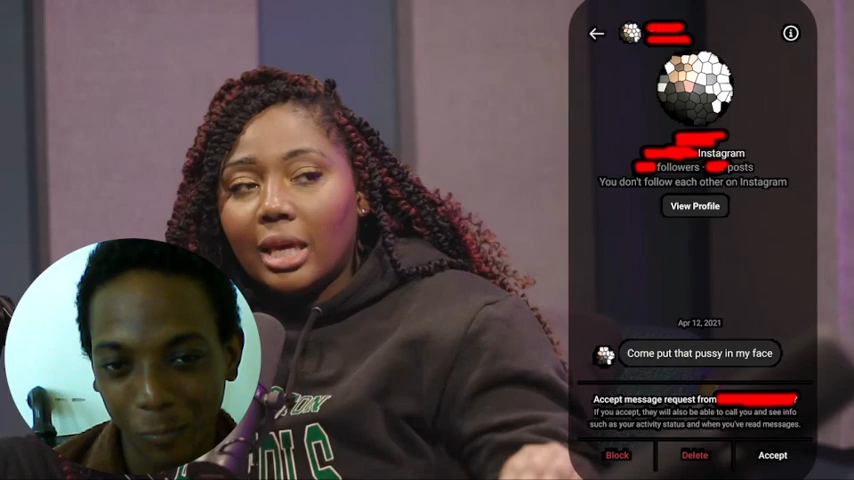 Instagram
followers · posts
You don't follow each other on Instagram
View Profile
Apr 12, 2021
Come put that pussy in my face
Accept message request from ?
If you accept, they will also be able to call you and see info
such as your activity status and when you've read messages.
Block Delete Accept